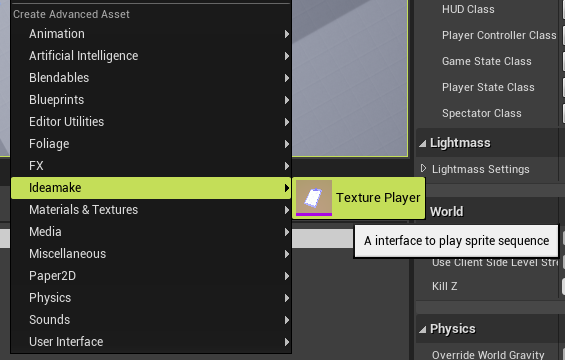 Create Advanced Asset
Animation
Artificial Intelligence
Blendables
Blueprints
Editor Utilities
Foliage
FX
Ideamake
Materials & Textures
Media
Miscellaneous
Paper2D
Physics
Sounds
User Interface
Texture Player
A interface to play sprite sequence
HUD Class
Player Controller Class
Game State Class
Player State Class
Spectator Class
Lightmass
Lightmass Settings
World
Use Client Side Level Stre
Kill Z
Physics
Override World Gravity